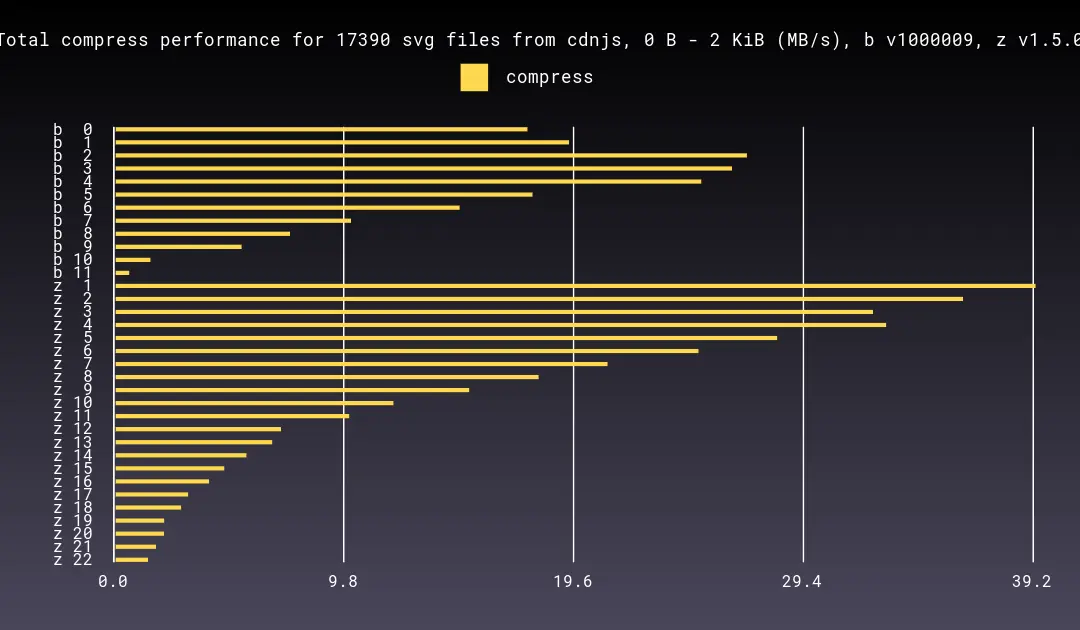 Total compress performance for 17390 svg files from cdnjs, 0 B - 2 KiB (MB/s), b v1000009, z v1.5.0
compress
b 0
b 1
b 2
b 3
b 4
b 5
b 6
b 7
b 8
b 9
b 10
b 11
z 1
z 2
z 3
z 4
z 5
z 6
z 7
z 8
z 9
z 10
z 11
z 12
z 13
z 14
z 15
z 16
z 17
z 18
z 19
z 20
z 21
z 22
0.0 9.8 19.6 29.4 39.2